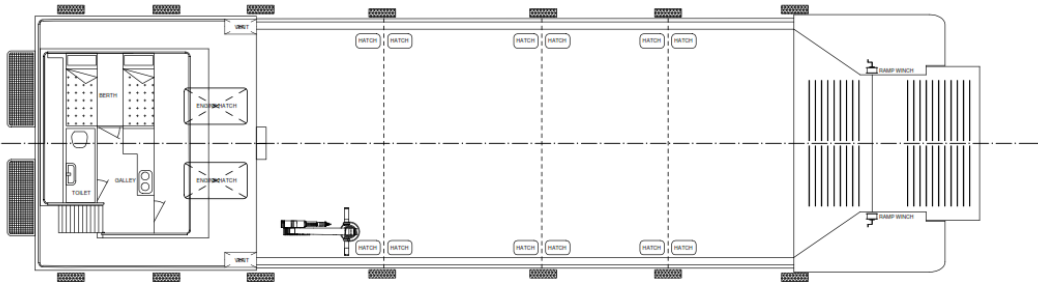 VENT
HATCH HATCH HATCH HATCH HATCH HATCH
RAMP WINCH
BERTH
ENGINE HATCH
GALLEY
ENGINE HATCH
TOILET
RAMP WINCH
HATCH HATCH HATCH HATCH HATCH HATCH
VENT